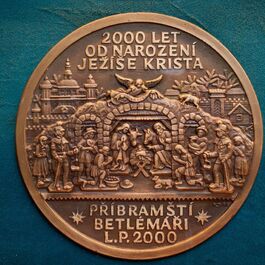 2000 LET
OD NAROZENÍ
JEŽÍŠE KRISTA
PŘÍBRAMŠTÍ
BETLÉMÁŘI
L.P. 2000